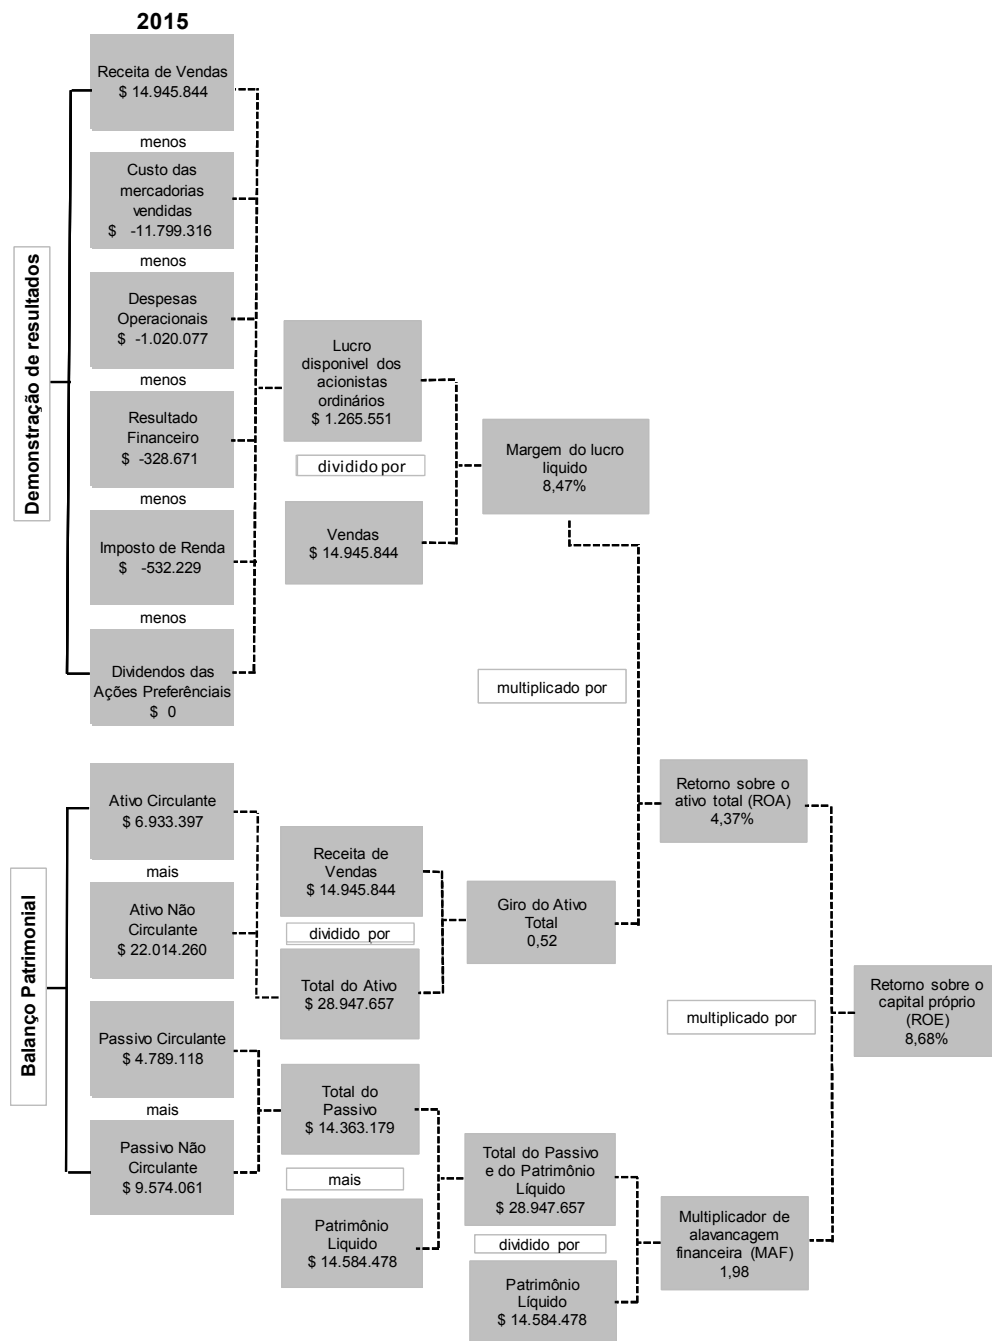 2015
Demonstração de resultados
Receita de Vendas
$ 14.945.844
menos
Custo das
mercadorias
vendidas
$ -11.799.316
menos
Despesas
Operacionais
$ -1.020.077
menos
Resultado
Financeiro
$ -328.671
menos
Imposto de Renda
$ -532.229
menos
Dividendos das
Ações Preferênciais
$ 0
Lucro
disponivel dos
acionistas
ordinários
$ 1.265.551
dividido por
Vendas
$ 14.945.844
Margem do lucro
liquido
8,47%
multiplicado por
Balanço Patrimonial
Ativo Circulante
$ 6.933.397
mais
Ativo Não
Circulante
$ 22.014.260
Passivo Circulante
$ 4.789.118
mais
Passivo Não
Circulante
$ 9.574.061
Receita de
Vendas
$ 14.945.844
dividido por
Total do Ativo
$ 28.947.657
Giro do Ativo
Total
0,52
Retorno sobre o
ativo total (ROA)
4,37%
Total do
Passivo
$ 14.363.179
mais
Patrimônio
Liquido
$ 14.584.478
Total do Passivo
e do Patrimônio
Líquido
$ 28.947.657
dividido por
Patrimônio
Líquido
$ 14.584.478
Multiplicador de
alavancagem
financeira (MAF)
1,98
multiplicado por
Retorno sobre o
capital próprio
(ROE)
8,68%